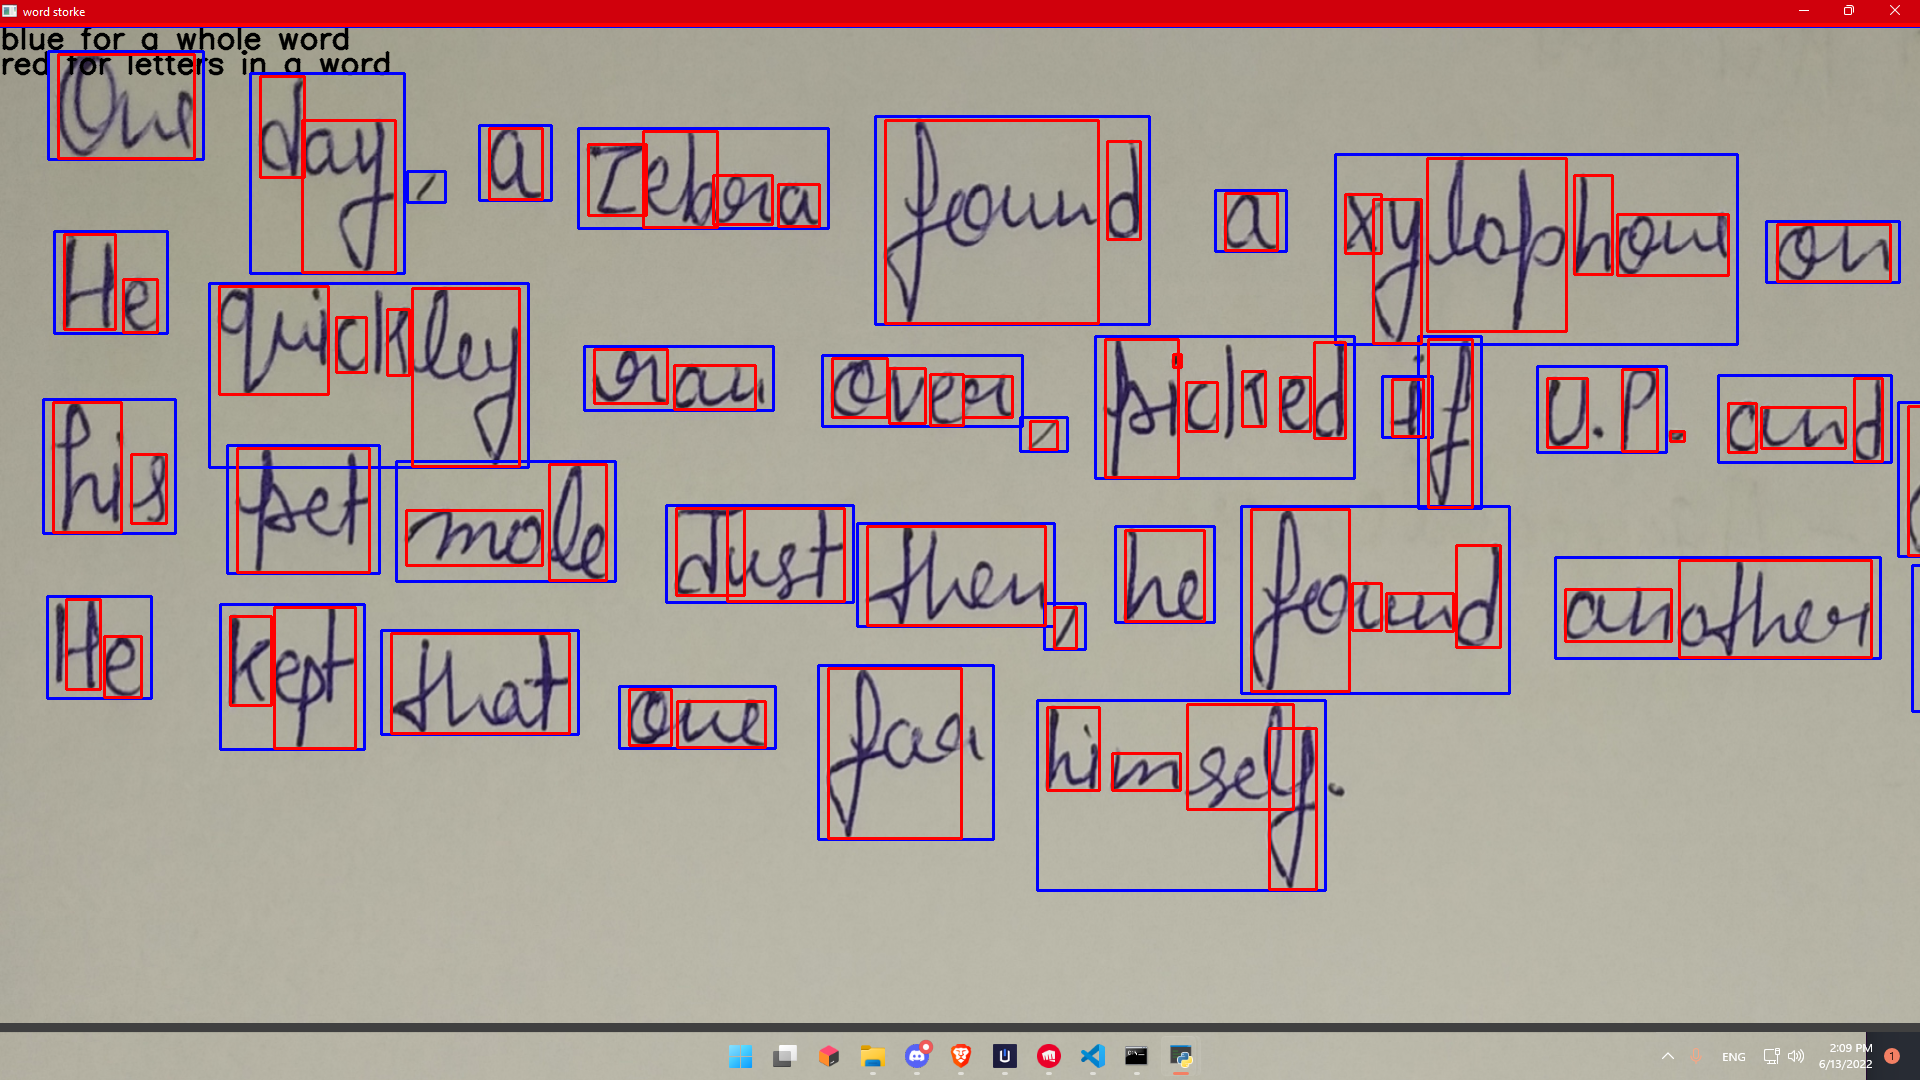 word storke
blue for a whole word
red for letters in a word
One day, a Zebra found a xylophone on
He quickley ran over, picked it U.P. and
his pet mole Just then, he found another
He kept that one for himself.
ENG
2:09 PM
6/13/2022
1